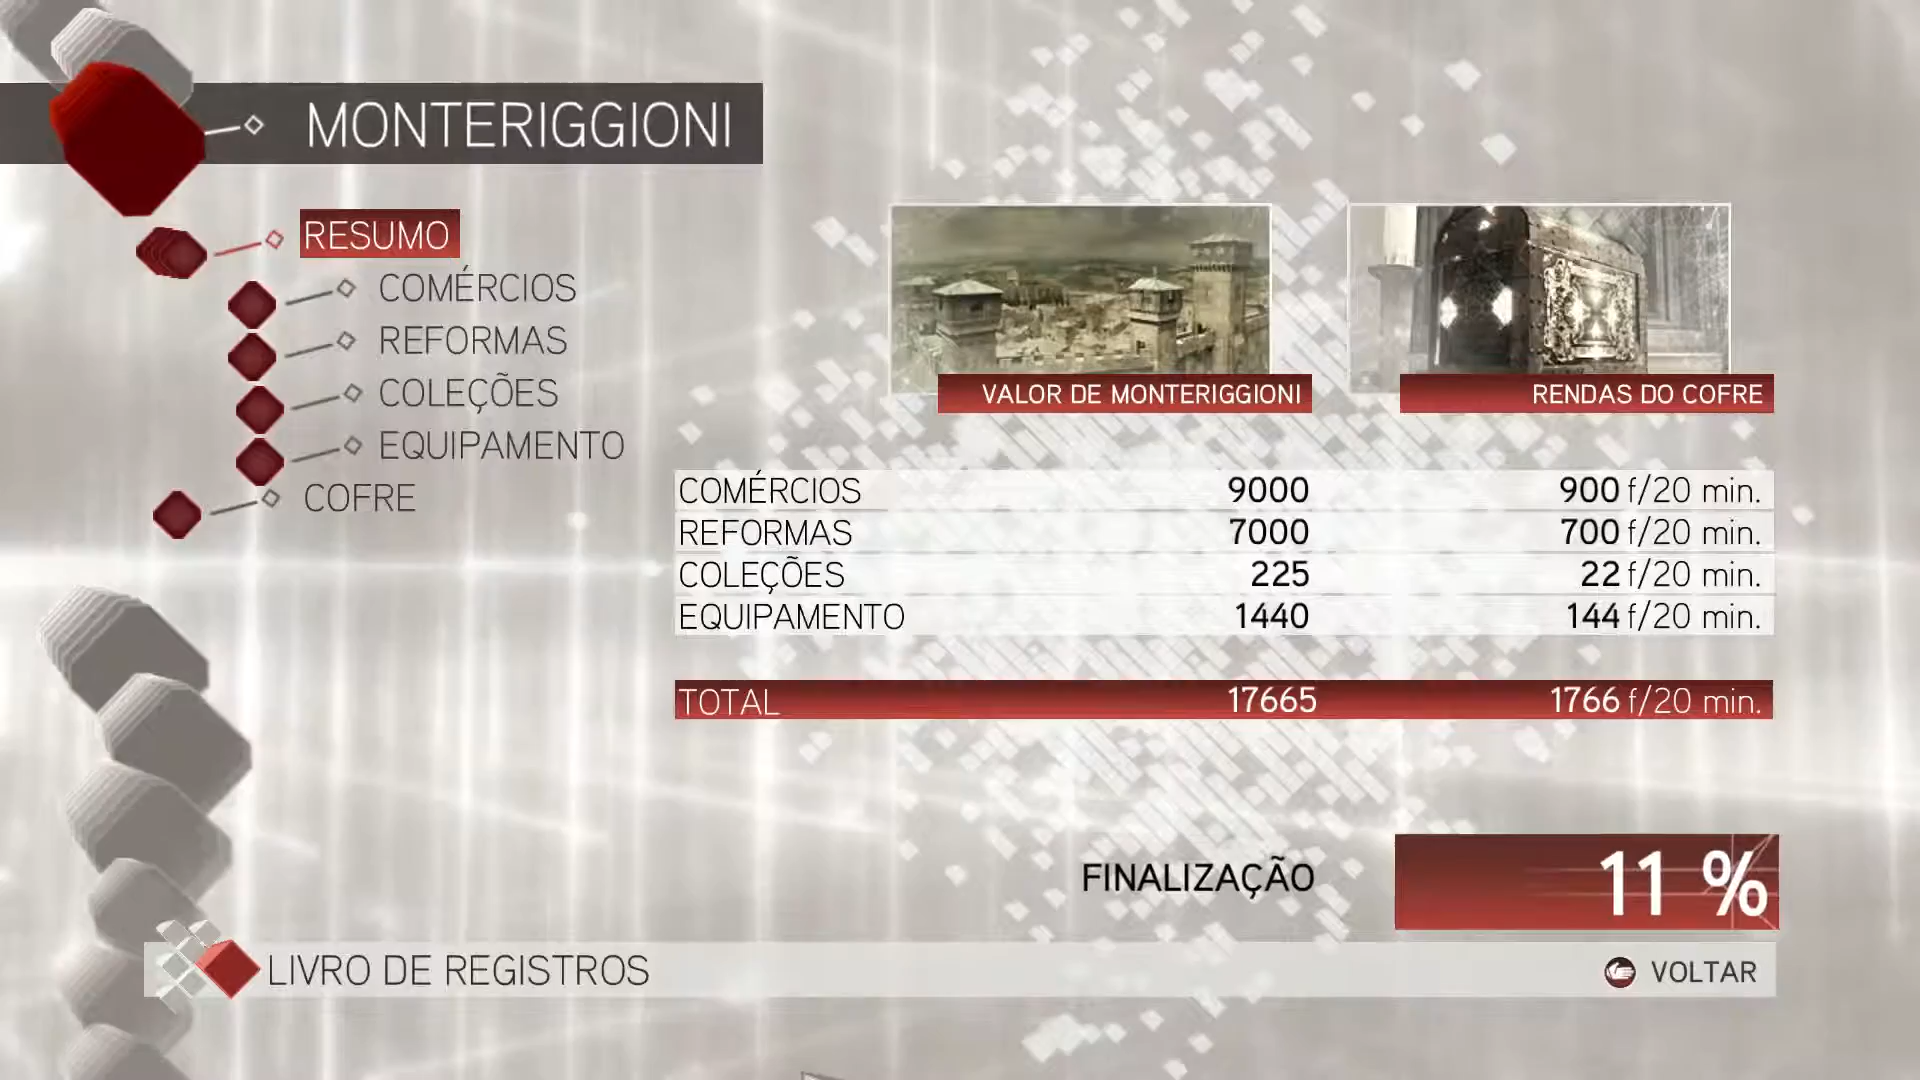 MONTERIGGIONI
RESUMO
COMÉRCIOS
REFORMAS
COLEÇÕES
EQUIPAMENTO
COFRE
VALOR DE MONTERIGGIONI
RENDAS DO COFRE
COMÉRCIOS 9000 900 f/20 min.
REFORMAS 7000 700 f/20 min.
COLEÇÕES 225 22 f/20 min.
EQUIPAMENTO 1440 144 f/20 min.
TOTAL 17665 1766 f/20 min.
FINALIZAÇÃO 11 %
LIVRO DE REGISTROS
VOLTAR